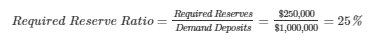 Required Reserve Ratio = Required Reserves / Demand Deposits = $250,000 / $1,000,000 = 25%